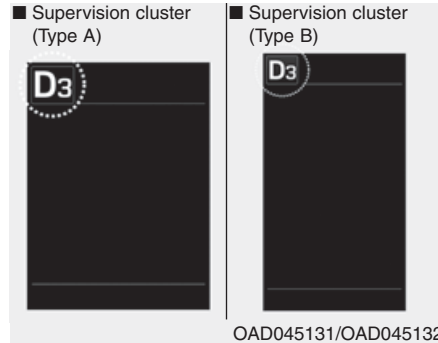 ■ Supervision cluster
(Type A)
D3
■ Supervision cluster
(Type B)
D3
OAD045131/OAD045132